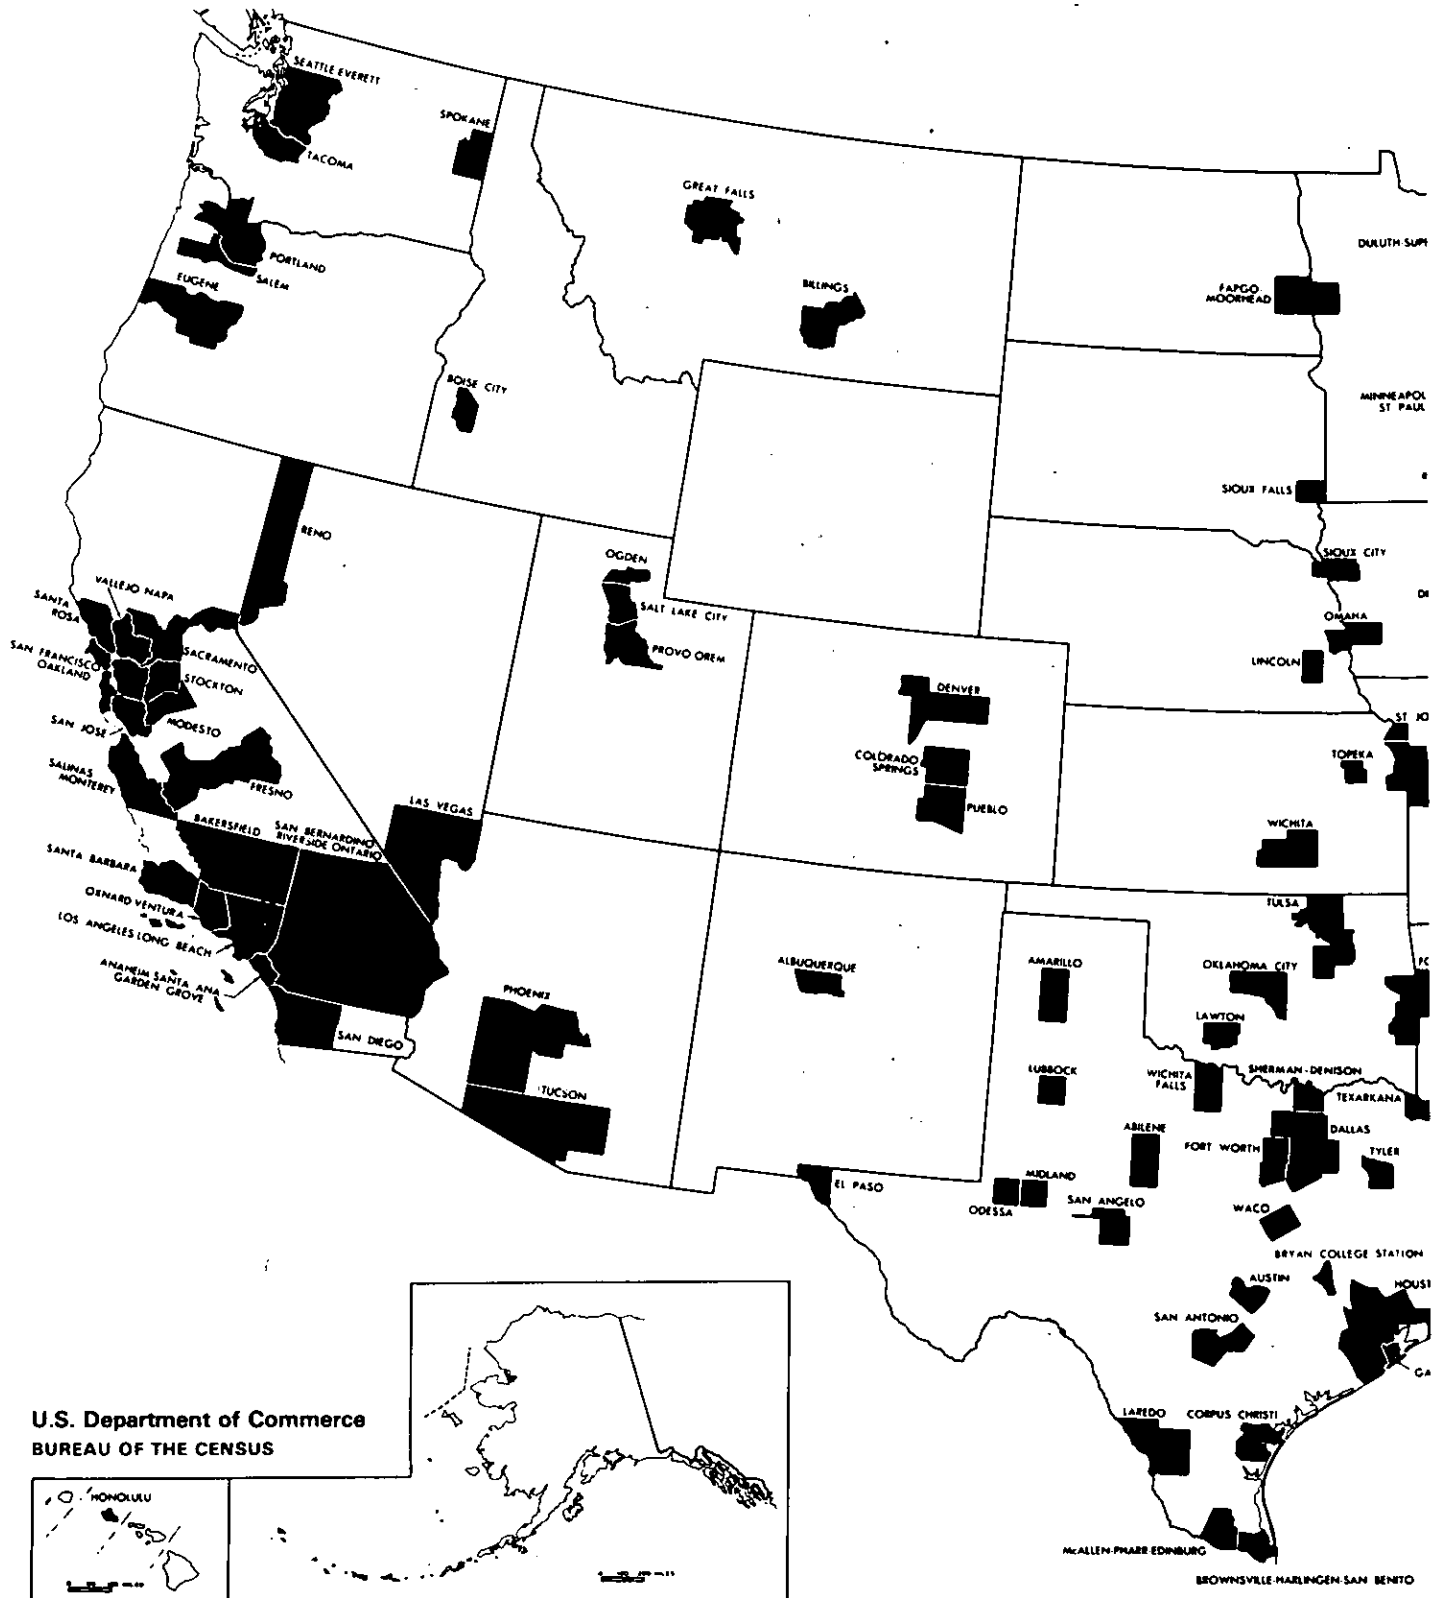 SEATTLE EVERETT
SPOKANE
TACOMA
GREAT FALLS
DULUTH-SUP
PORTLAND
SALEM
EUGENE
BILLINGS
FAPGO-
MOORHEAD
BOISE CITY
MINNEAPOL
ST PAUL
SIOUX FALLS
RENO
OGDEN
SIOUX CITY
VALLEJO NAPA
SANTA
ROSA
SALT LAKE CITY
OMAHA
SAN FRANCISCO
OAKLAND
SACRAMENTO
PROVO OREM
LINCOLN
STOCKTON
DENVER
SAN JOSE
MODESTO
ST JO
COLORADO
SPRINGS
TOPEKA
SALINAS
MONTEREY
FRESNO
PUEBLO
LAS VEGAS
BAKERSFIELD
SAN BERNARDINO
RIVERSIDE ONTARIO
WICHITA
SANTA BARBARA
OXNARD VENTURA
TULSA
LOS ANGELES LONG BEACH
ANAHEIM SANTA ANA
GARDEN GROVE
ALBUQUERQUE
AMARILLO
OKLAHOMA CITY
PHOENIX
LAWTON
SAN DIEGO
LUBBOCK
WICHITA
FALLS
SHERMAN-DENISON
TUCSON
TEXARKANA
ABILENE
DALLAS
FORT WORTH
TYLER
EL PASO
MIDLAND
ODESSA
SAN ANGELO
WACO
BRYAN COLLEGE STATION
AUSTIN
HOUST
SAN ANTONIO
GA
LAREDO
CORPUS CHRISTI
U.S. Department of Commerce
BUREAU OF THE CENSUS
HONOLULU
McALLEN-PHARR-EDINBURG
BROWNSVILLE-HARLINGEN-SAN BENITO